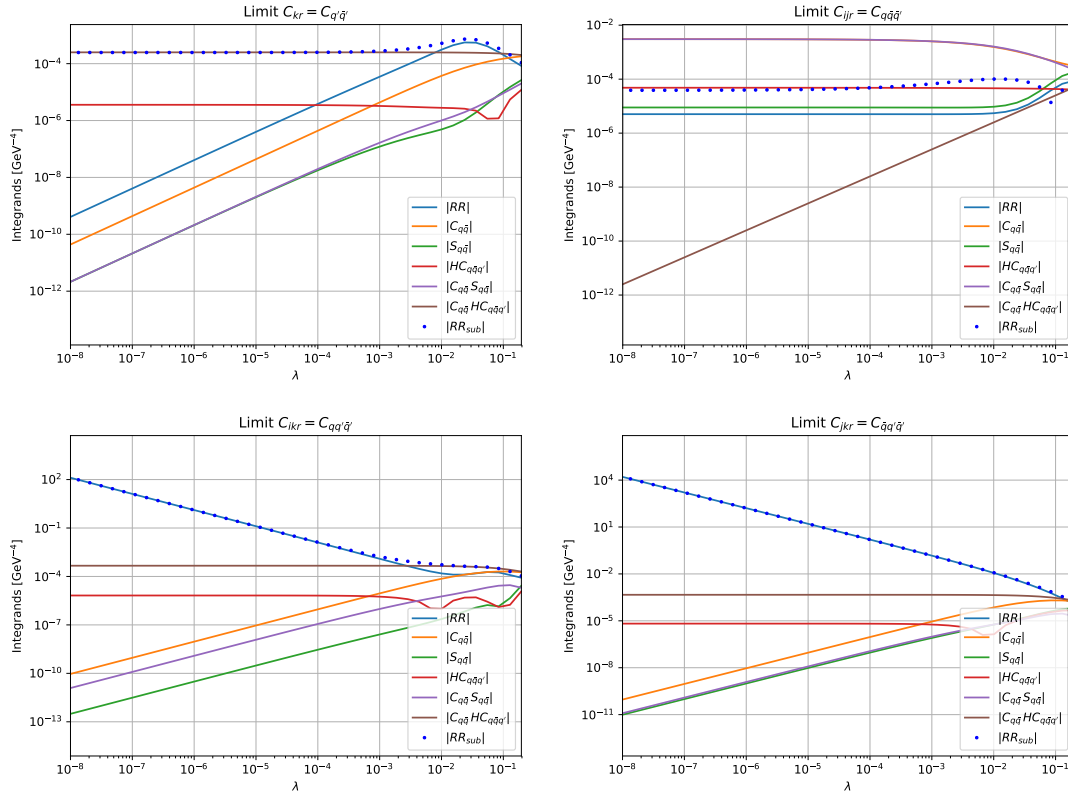 Limit $C_{kr} = C_{q'\bar{q}'}$
Integrands [GeV⁻⁴]
10⁻⁴
10⁻⁶
10⁻⁸
10⁻¹⁰
10⁻¹²
|RR|
|C_{q\bar{q}}|
|S_{q\bar{q}}|
|HC_{q\bar{q}q'}|
|C_{q\bar{q}} S_{q\bar{q}}|
|C_{q\bar{q}} HC_{q\bar{q}q'}|
|RR_{sub}|
10⁻⁸ 10⁻⁷ 10⁻⁶ 10⁻⁵ 10⁻⁴ 10⁻³ 10⁻² 10⁻¹
λ
Limit $C_{ijr} = C_{q\bar{q}\bar{q}'}$
Integrands [GeV⁻⁴]
10⁻²
10⁻⁴
10⁻⁶
10⁻⁸
10⁻¹⁰
10⁻¹²
|RR|
|C_{q\bar{q}}|
|S_{q\bar{q}}|
|HC_{q\bar{q}q'}|
|C_{q\bar{q}} S_{q\bar{q}}|
|C_{q\bar{q}} HC_{q\bar{q}q'}|
|RR_{sub}|
10⁻⁸ 10⁻⁷ 10⁻⁶ 10⁻⁵ 10⁻⁴ 10⁻³ 10⁻² 10⁻¹
λ
Limit $C_{ikr} = C_{qq'\bar{q}'}$
Integrands [GeV⁻⁴]
10²
10⁻¹
10⁻⁴
10⁻⁷
10⁻¹⁰
10⁻¹³
|RR|
|C_{q\bar{q}}|
|S_{q\bar{q}}|
|HC_{q\bar{q}q'}|
|C_{q\bar{q}} S_{q\bar{q}}|
|C_{q\bar{q}} HC_{q\bar{q}q'}|
|RR_{sub}|
10⁻⁸ 10⁻⁷ 10⁻⁶ 10⁻⁵ 10⁻⁴ 10⁻³ 10⁻² 10⁻¹
λ
Limit $C_{jkr} = C_{\bar{q}q'\bar{q}'}$
Integrands [GeV⁻⁴]
10⁴
10¹
10⁻²
10⁻⁵
10⁻⁸
10⁻¹¹
|RR|
|C_{q\bar{q}}|
|S_{q\bar{q}}|
|HC_{q\bar{q}q'}|
|C_{q\bar{q}} S_{q\bar{q}}|
|C_{q\bar{q}} HC_{q\bar{q}q'}|
|RR_{sub}|
10⁻⁸ 10⁻⁷ 10⁻⁶ 10⁻⁵ 10⁻⁴ 10⁻³ 10⁻² 10⁻¹
λ